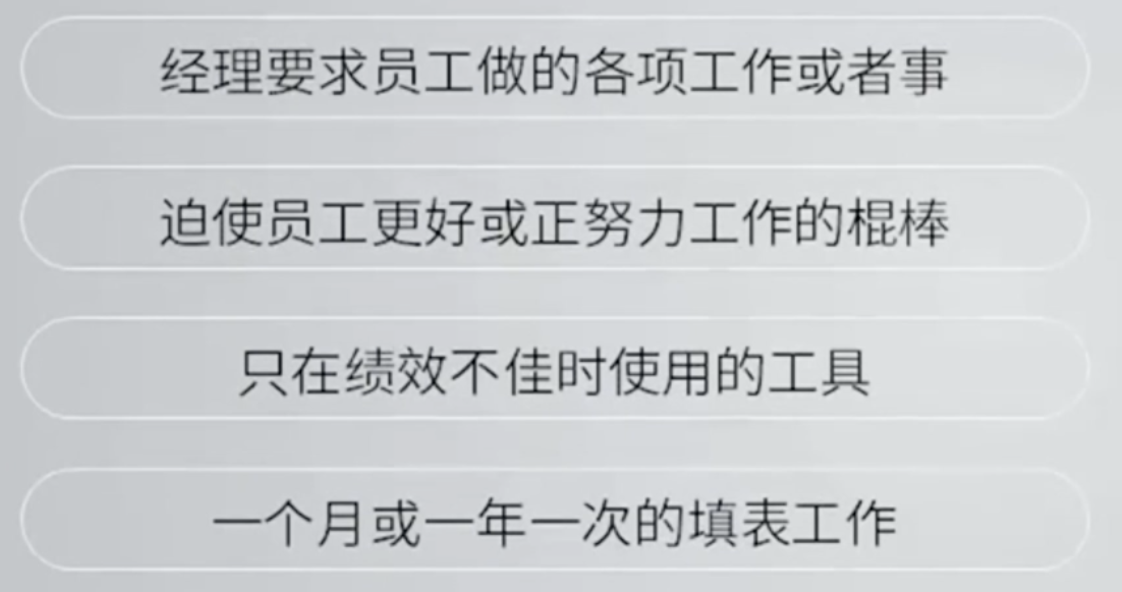 经理要求员工做的各项工作或者事
迫使员工更好或正努力工作的棍棒
只在绩效不佳时使用的工具
一个月或一年一次的填表工作